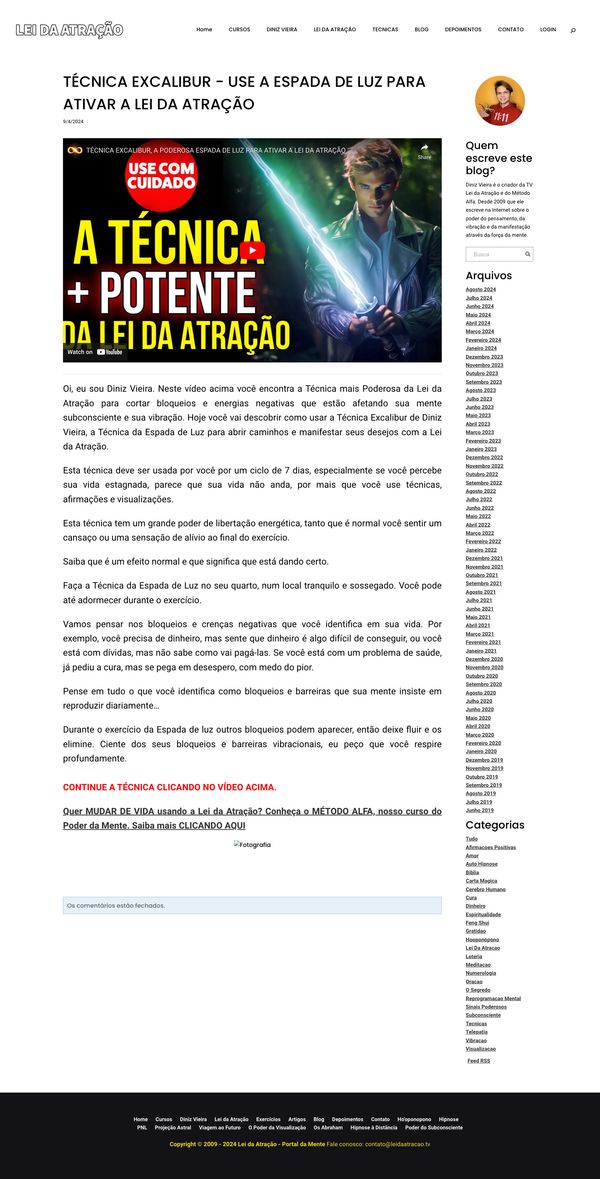 LEI DA ATRAÇÃO
Home CURSOS DINIZ VIEIRA LEI DA ATRAÇÃO TECNICAS BLOG DEPOIMENTOS CONTATO LOGIN
TÉCNICA EXCALIBUR - USE A ESPADA DE LUZ PARA
ATIVAR A LEI DA ATRAÇÃO
9/4/2024
TÉCNICA EXCALIBUR, A PODEROSA ESPADA DE LUZ PARA ATIVAR A LEI DA ATRAÇÃO
Share
USE COM
CUIDADO
A TÉCNICA
+ POTENTE
DA LEI DA ATRAÇÃO
Watch on YouTube
Oi, eu sou Diniz Vieira. Neste vídeo acima você encontra a Técnica mais Poderosa da Lei da
Atração para cortar bloqueios e energias negativas que estão afetando sua mente
subconsciente e sua vibração. Hoje você vai descobrir como usar a Técnica Excalibur de Diniz
Vieira, a Técnica da Espada de Luz para abrir caminhos e manifestar seus desejos com a Lei
da Atração.
Esta técnica deve ser usada por você por um ciclo de 7 dias, especialmente se você percebe
sua vida estagnada, parece que sua vida não anda, por mais que você use técnicas,
afirmações e visualizações.
Esta técnica tem um grande poder de libertação energética, tanto que é normal você sentir um
cansaço ou uma sensação de alívio ao final do exercício.
Saiba que é um efeito normal e que significa que está dando certo.
Faça a Técnica da Espada de Luz no seu quarto, num local tranquilo e sossegado. Você pode
até adormecer durante o exercício.
Vamos pensar nos bloqueios e crenças negativas que você identifica em sua vida. Por
exemplo, você precisa de dinheiro, mas sente que dinheiro é algo difícil de conseguir, ou você
está com dívidas, mas não sabe como vai pagá-las. Se você está com um problema de saúde,
já pediu a cura, mas se pega em desespero, com medo do pior.
Pense em tudo o que você identifica como bloqueios e barreiras que sua mente insiste em
reproduzir diariamente...
Durante o exercício da Espada de luz outros bloqueios podem aparecer, então deixe fluir e os
elimine. Ciente dos seus bloqueios e barreiras vibracionais, eu peço que você respire
profundamente.
CONTINUE A TÉCNICA CLICANDO NO VÍDEO ACIMA.
Quer MUDAR DE VIDA usando a Lei da Atração? Conheça o MÉTODO ALFA, nosso curso do
Poder da Mente. Saiba mais CLICANDO AQUI
Fotografia
Os comentários estão fechados.
Quem
escreve este
blog?
Diniz Vieira é o criador da TV
Lei da Atração e do Método
Alfa. Desde 2009 que ele
escreve na Internet sobre o
poder do pensamento, da
vibração e da manifestação
através da força da mente.
Busca
Arquivos
Agosto 2024
Julho 2024
Junho 2024
Maio 2024
Abril 2024
Março 2024
Fevereiro 2024
Janeiro 2024
Dezembro 2023
Novembro 2023
Outubro 2023
Setembro 2023
Agosto 2023
Julho 2023
Junho 2023
Maio 2023
Abril 2023
Março 2023
Fevereiro 2023
Janeiro 2023
Dezembro 2022
Novembro 2022
Outubro 2022
Setembro 2022
Agosto 2022
Julho 2022
Junho 2022
Maio 2022
Abril 2022
Março 2022
Fevereiro 2022
Janeiro 2022
Dezembro 2021
Novembro 2021
Outubro 2021
Setembro 2021
Agosto 2021
Julho 2021
Junho 2021
Maio 2021
Abril 2021
Março 2021
Fevereiro 2021
Janeiro 2021
Dezembro 2020
Novembro 2020
Outubro 2020
Setembro 2020
Agosto 2020
Julho 2020
Junho 2020
Maio 2020
Abril 2020
Março 2020
Fevereiro 2020
Janeiro 2020
Dezembro 2019
Novembro 2019
Outubro 2019
Setembro 2019
Agosto 2019
Julho 2019
Junho 2019
Categorias
Tudo
Afirmacoes Positivas
Amor
Auto Hipnose
Bíblia
Carta Magica
Cerebro Humano
Cura
Dinheiro
Espiritualidade
Feng Shui
Gratidao
Hooponopono
Lei Da Atracao
Loteria
Meditacao
Numerologia
Oracao
O Segredo
Reprogramacao Mental
Sinais Poderosos
Subconsciente
Tecnicas
Telepatia
Vibracao
Visualizacao
Feed RSS
Home Cursos Diniz Vieira Lei da Atração Exercícios Artigos Blog Depoimentos Contato Ho'oponopono Hipnose
PNL Projeção Astral Viagem ao Futuro O Poder da Visualização Os Abraham Hipnose à Distância Poder do Subconsciente
Copyright © 2009 - 2024 Lei da Atração - Portal da Mente Fale conosco: contato@leidaatracao.tv